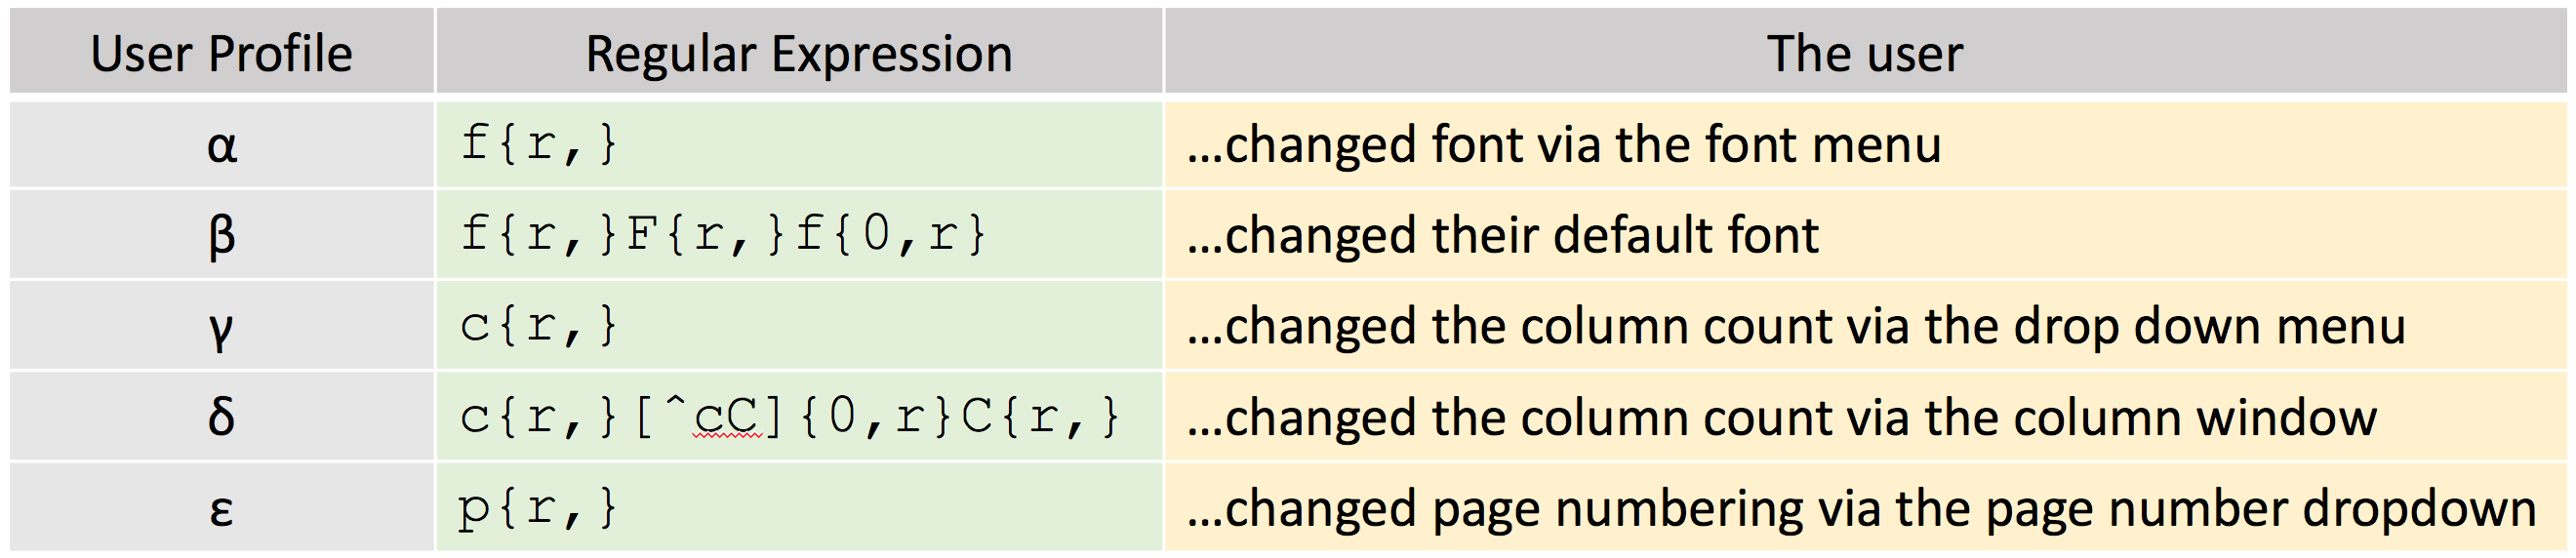 User Profile Regular Expression The user
α f{r,} …changed font via the font menu
β f{r,}F{r,}f{0,r} …changed their default font
γ c{r,} …changed the column count via the drop down menu
δ c{r,}[^cC]{0,r}C{r,} …changed the column count via the column window
ε p{r,} …changed page numbering via the page number dropdown